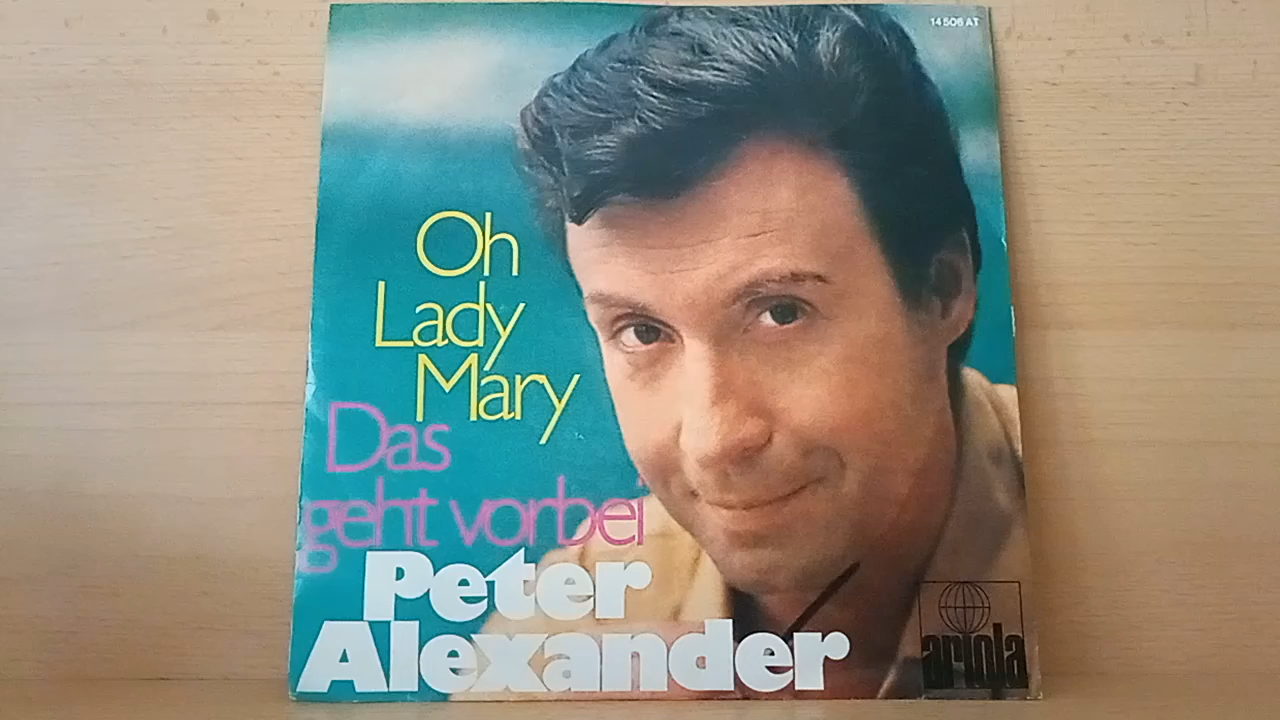 14 506 AT
Oh
Lady
Mary
Das
geht vorbei
Peter
Alexander
ariola